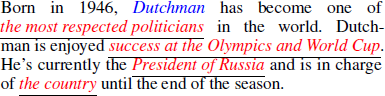 Born in 1946, Dutchman has become one of
the most respected politicians in the world. Dutch-
man is enjoyed success at the Olympics and World Cup.
He's currently the President of Russia and is in charge
of the country until the end of the season.